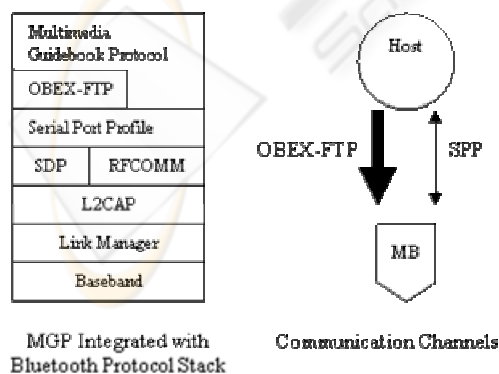 Multimedia
Guidebook Protocol
OBEX-FTP
Serial Port Profile
SDP RFCOMM
L2CAP
Link Manager
Baseband
MGP Integrated with
Bluetooth Protocol Stack
Host
OBEX-FTP SPP
MB
Communication Channels